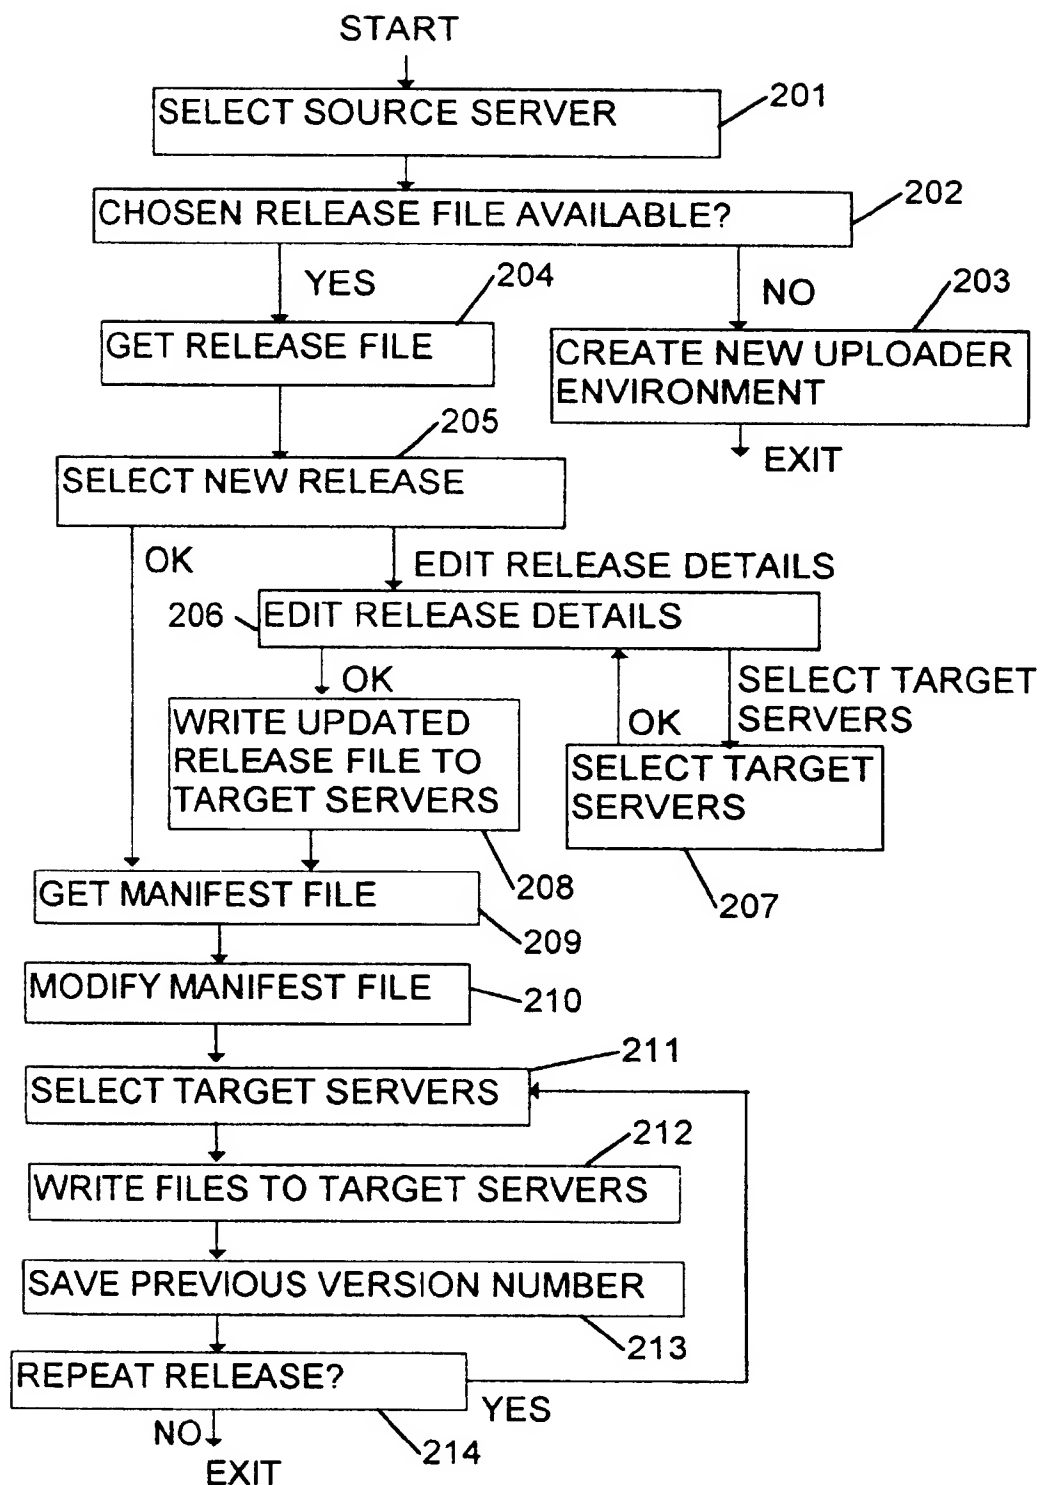 START
SELECT SOURCE SERVER
201
CHOSEN RELEASE FILE AVAILABLE?
202
YES
204
NO
203
GET RELEASE FILE
CREATE NEW UPLOADER
ENVIRONMENT
205
EXIT
SELECT NEW RELEASE
OK
EDIT RELEASE DETAILS
206
EDIT RELEASE DETAILS
OK
SELECT TARGET
SERVERS
OK
WRITE UPDATED
RELEASE FILE TO
TARGET SERVERS
SELECT TARGET
SERVERS
208
207
GET MANIFEST FILE
209
MODIFY MANIFEST FILE
210
211
SELECT TARGET SERVERS
212
WRITE FILES TO TARGET SERVERS
SAVE PREVIOUS VERSION NUMBER
213
REPEAT RELEASE?
YES
NO
214
EXIT